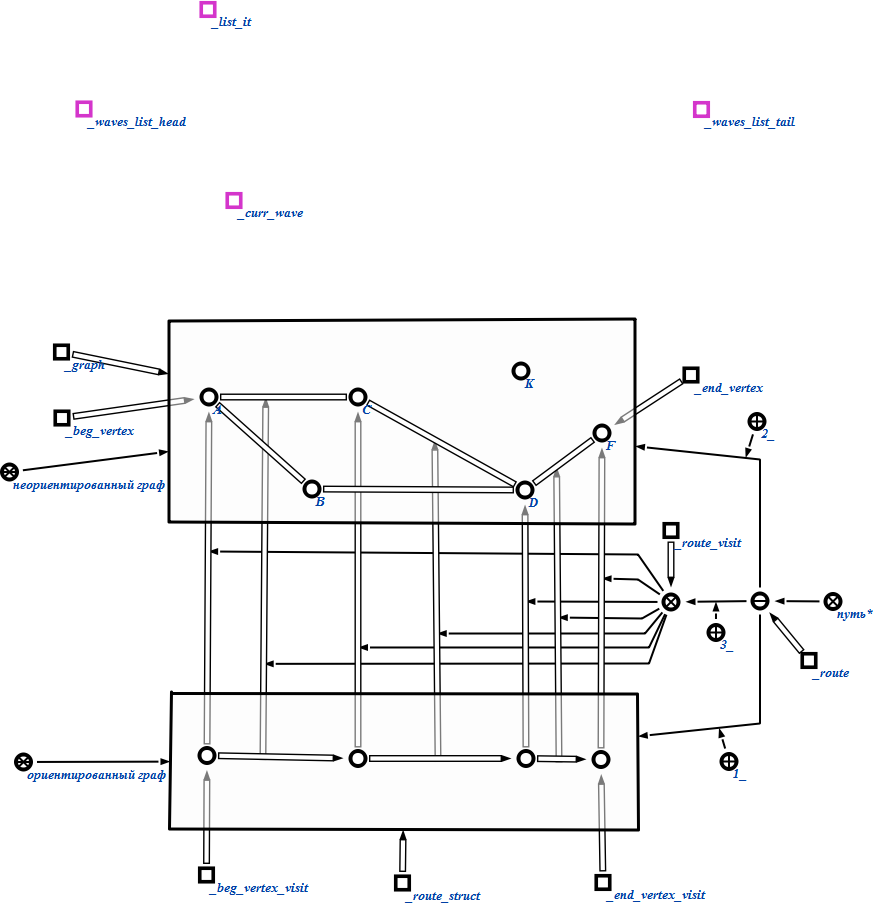 _list_it
_waves_list_head
_waves_list_tail
_curr_wave
_graph
K
_end_vertex
A
C
_beg_vertex
2_
F
неориентированный граф
B
D
_route_visit
путь*
3_
_route
ориентированный граф
1_
_beg_vertex_visit
_route_struct
_end_vertex_visit